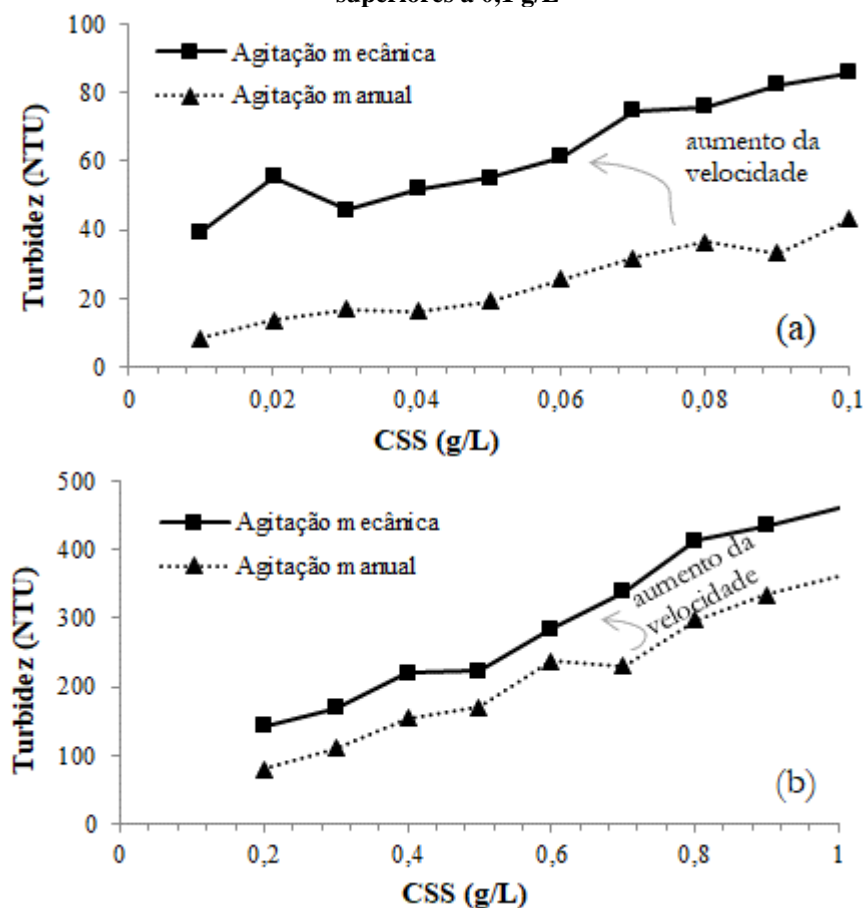 superiores a 0,1 g/L
100
80
60
40
20
0
Turbidez (NTU)
Agitação mecânica
Agitação manual
aumento da
velocidade
(a)
0
0,02
0,04
0,06
0,08
0,1
CSS (g/L)
500
400
300
200
100
0
Turbidez (NTU)
Agitação mecânica
Agitação manual
aumento da
velocidade
(b)
0
0,2
0,4
0,6
0,8
1
CSS (g/L)